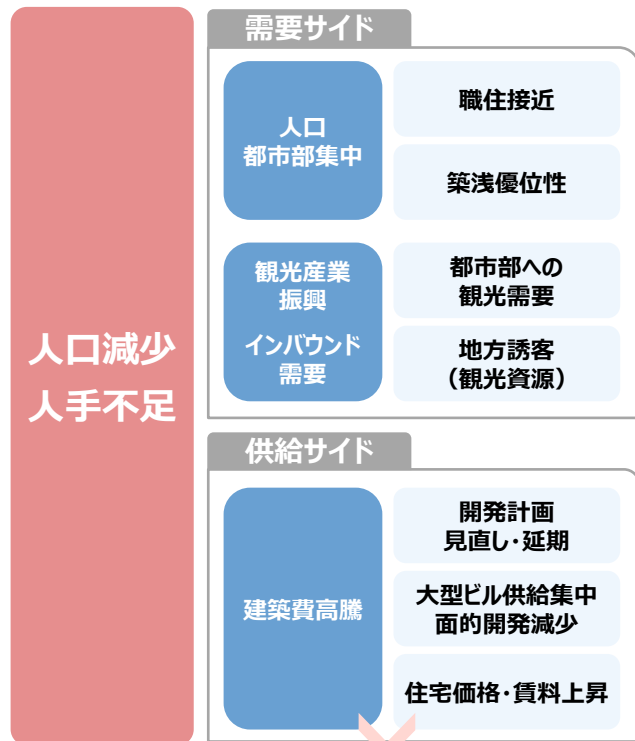 人口減少
人手不足
需要サイド
人口
都市部集中
職住接近
築浅優位性
観光産業
振興
インバウンド
需要
都市部への
観光需要
地方誘客
（観光資源）
供給サイド
建築費高騰
開発計画
見直し・延期
大型ビル供給集中
面的開発減少
住宅価格・賃料上昇